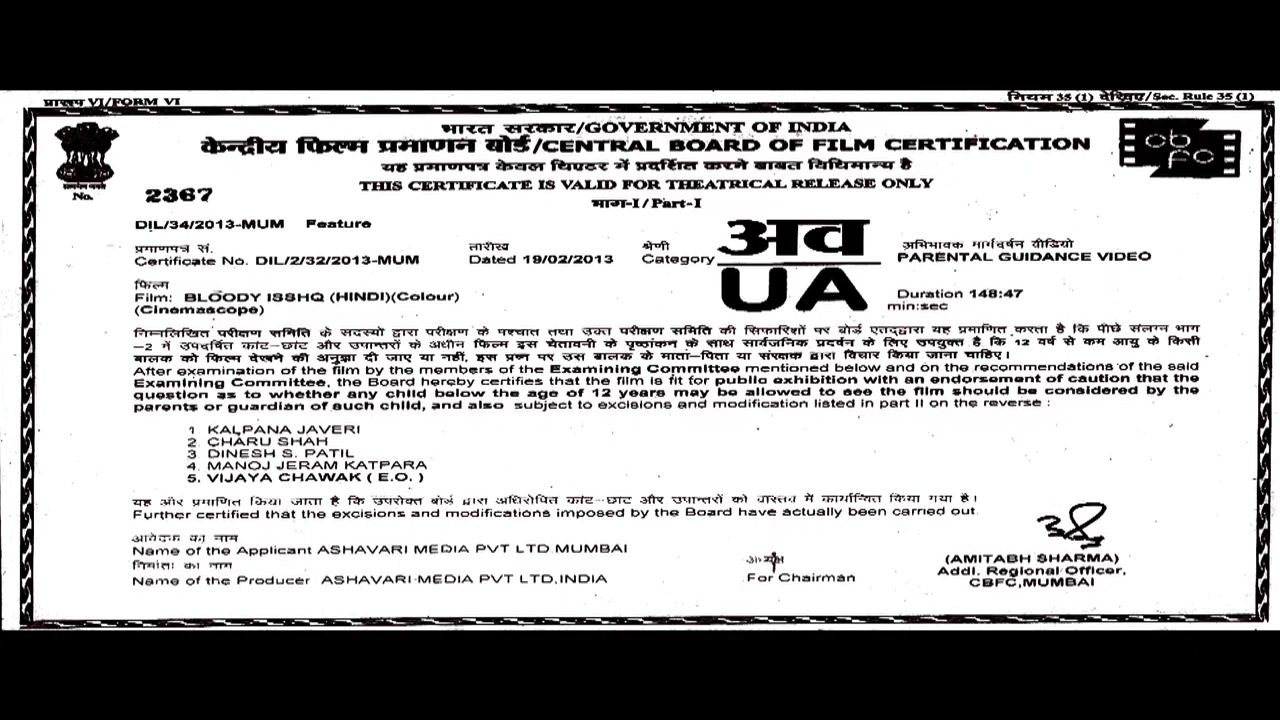 प्रारूप VI/FORM VI
नियम 35 (1) देखिए/Sec. Rule 35 (1)
भारत सरकार/GOVERNMENT OF INDIA
केन्द्रीय फिल्म प्रमाणन बोर्ड/CENTRAL BOARD OF FILM CERTIFICATION
cb
fc
यह प्रमाणपत्र केवल थिएटर में प्रदर्शित करने बाबत विधिमान्य है
सत्यमेव जयते
No. 2367
THIS CERTIFICATE IS VALID FOR THEATRICAL RELEASE ONLY
भाग-I/Part-I
DIL/34/2013-MUM Feature
प्रमाणपत्र सं. तारीख श्रेणी अव अभिभावक मार्गदर्शन वीडियो
Certificate No. DIL/2/32/2013-MUM Dated 19/02/2013 Category UA PARENTAL GUIDANCE VIDEO
फिल्म
Film: BLOODY ISSHQ (HINDI)(Colour) Duration 148:47
(Cinemascope) min:sec
निम्नलिखित परीक्षण समिति के सदस्यो द्वारा परीक्षण के पश्चात तथा उक्त परीक्षण समिति की सिफारिशों पर बोर्ड एतद्द्वारा यह प्रमाणित करता है कि पीछे संलग्न भाग
-2 में उपदर्शित कांट-छांट और उपान्तरों के अधीन फिल्म इस चेतावनी के पृष्ठांकन के साथ सार्वजनिक प्रदर्वन के लिए उपयुक्त है कि 12 वर्ष से कम आयु के किसी
बालक को फिल्म देखने की अनुज्ञा दी जाए या नहीं, इस प्रश्न पर उस बालक के माता-पिता या संरक्षक द्वारा विचार किया जाना चाहिए।
After examination of the film by the members of the Examining Committee mentioned below and on the recommendations of the said
Examining Committee, the Board hereby certifies that the film is fit for public exhibition with an endorsement of caution that the
question as to whether any child below the age of 12 years may be allowed to see the film should be considered by the
parents or guardian of such child, and also subject to excisions and modification listed in part II on the reverse :
1. KALPANA JAVERI
2. CHARU SHAH
3. DINESH S. PATIL
4. MANOJ JERAM KATPARA
5. VIJAYA CHAWAK ( E.O. )
यह और प्रमाणित किया जाता है कि उपरोक्त बोर्ड द्वारा अधिरोपित कांट-छाट और उपान्तरों को वास्तव में कार्यान्वित किया गया है।
Further certified that the excisions and modifications imposed by the Board have actually been carried out.
आवेदक का नाम
Name of the Applicant ASHAVARI MEDIA PVT LTD MUMBAI
निर्माता का नाम
Name of the Producer ASHAVARI MEDIA PVT LTD,INDIA
अध्यक्ष
For Chairman
(AMITABH SHARMA)
Addl. Regional Officer,
CBFC,MUMBAI